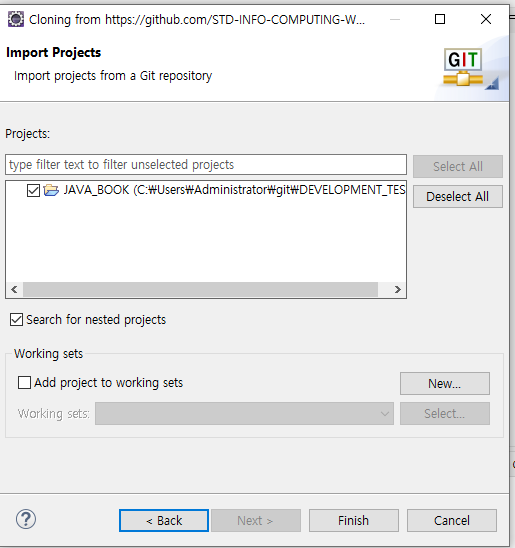 Cloning from https://github.com/STD-INFO-COMPUTING-W...
Import Projects
Import projects from a Git repository
GIT
Projects:
type filter text to filter unselected projects
Select All
JAVA_BOOK (C:₩Users₩Administrator₩git₩DEVELOPMENT_TES
Deselect All
Search for nested projects
Working sets
Add project to working sets
New...
Working sets:
Select...
?
< Back
Next >
Finish
Cancel